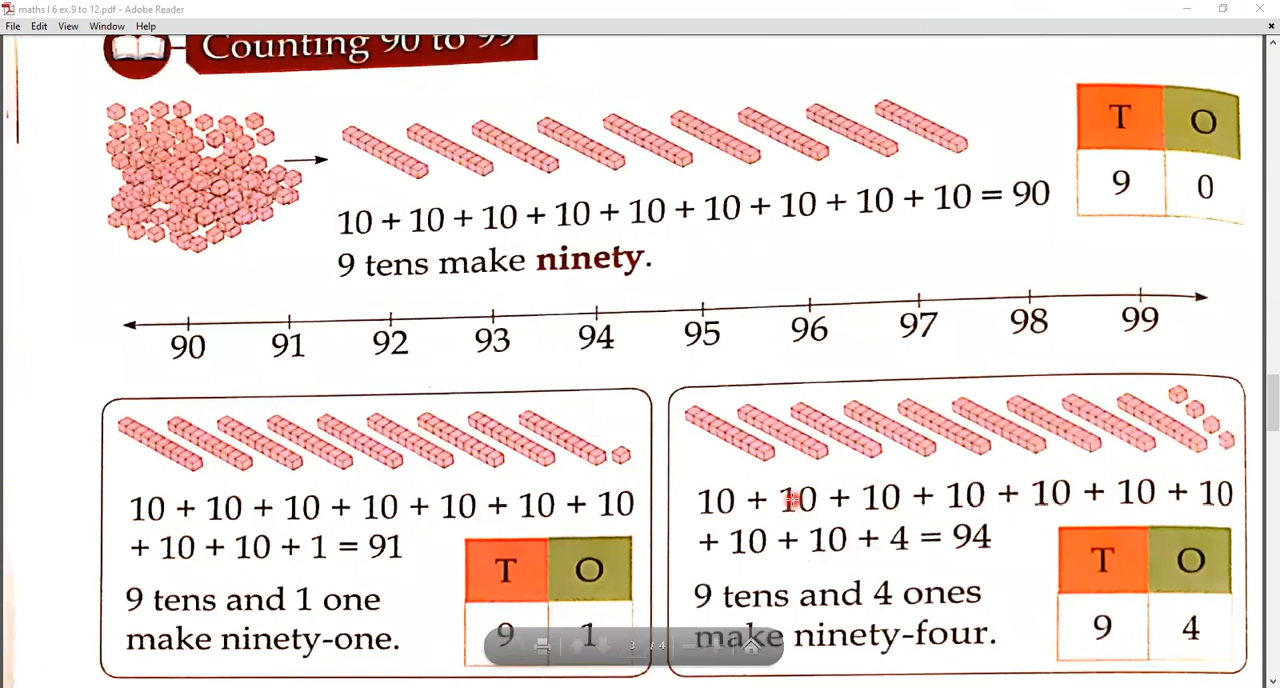 maths l 6 ex.9 to 12.pdf - Adobe Reader
File Edit View Window Help
Counting 90 to 99
T O
9 0
10 + 10 + 10 + 10 + 10 + 10 + 10 + 10 + 10 = 90
9 tens make ninety.
90 91 92 93 94 95 96 97 98 99
10 + 10 + 10 + 10 + 10 + 10 + 10
+ 10 + 10 + 1 = 91
9 tens and 1 one
make ninety-one.
T O
9 1
10 + 10 + 10 + 10 + 10 + 10 + 10
+ 10 + 10 + 4 = 94
9 tens and 4 ones
make ninety-four.
T O
9 4
3 / 4